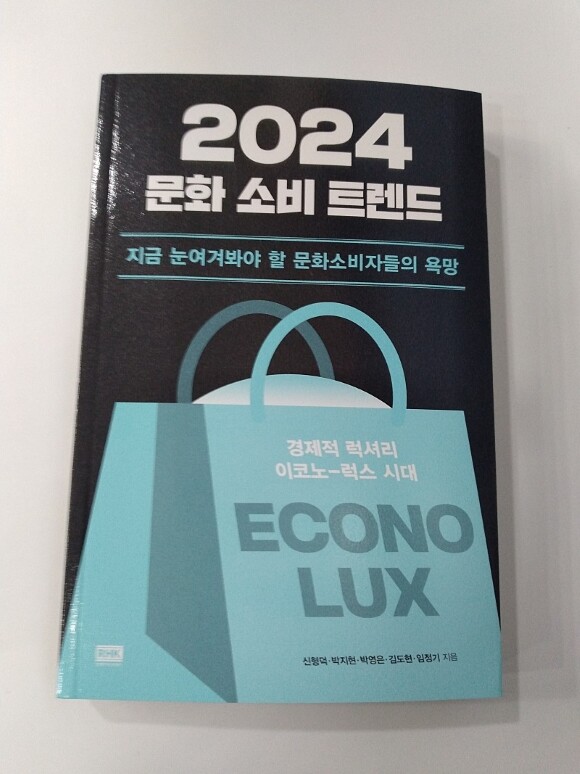 2024
문화 소비 트렌드
지금 눈여겨봐야 할 문화소비자들의 욕망
경제적 럭셔리
이코노-럭스 시대
ECONO
LUX
신형덕·박지현·박영은·김도현·임정기 지음
RHK